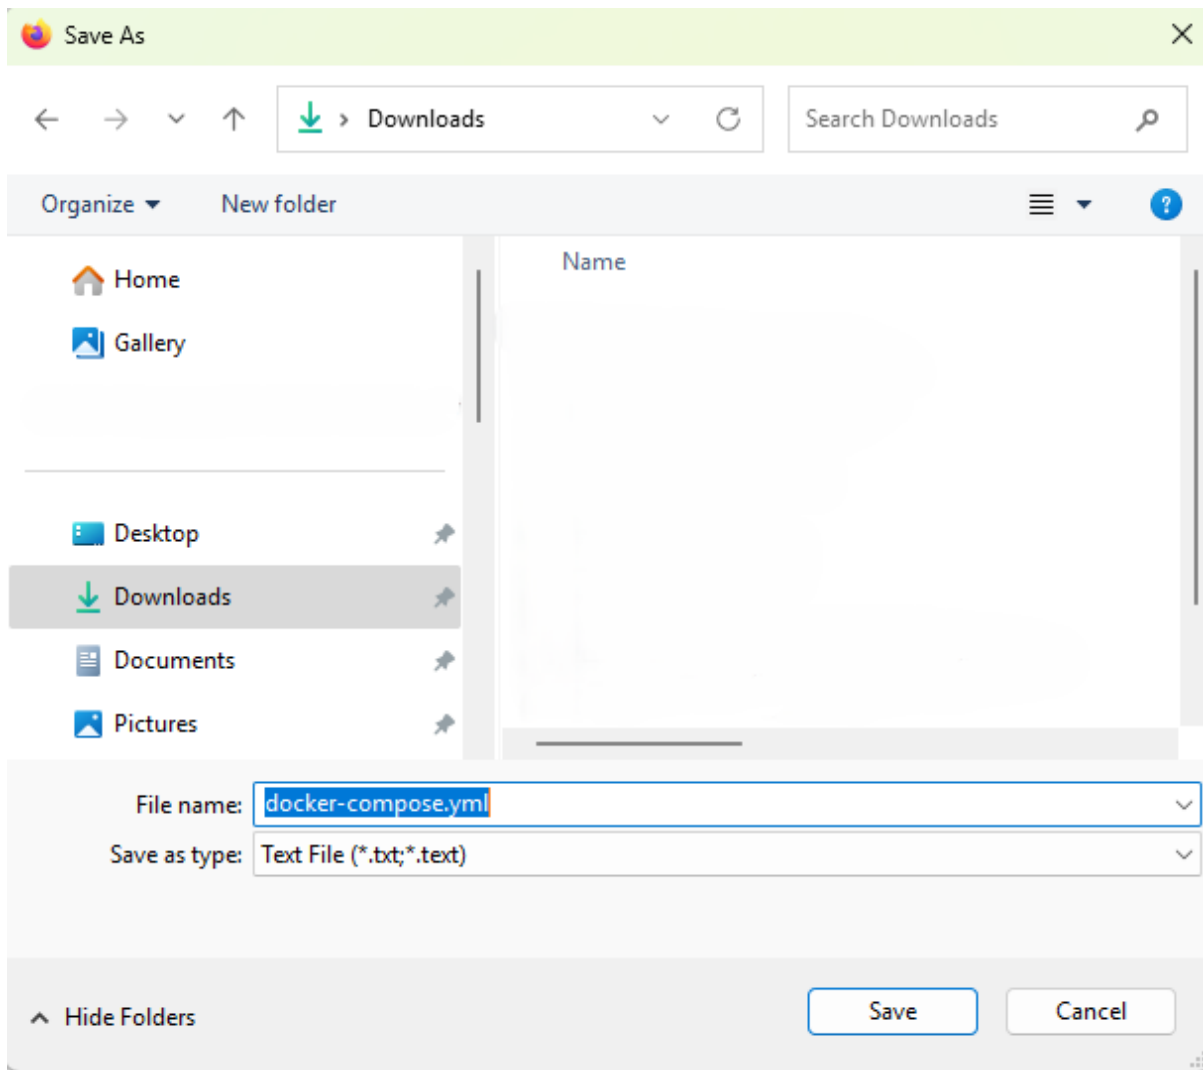 Save As
Downloads
Search Downloads
Organize
New folder
?
Name
Home
Gallery
Desktop
Downloads
Documents
Pictures
File name: docker-compose.yml
Save as type: Text File (*.txt;*.text)
Hide Folders
Save
Cancel